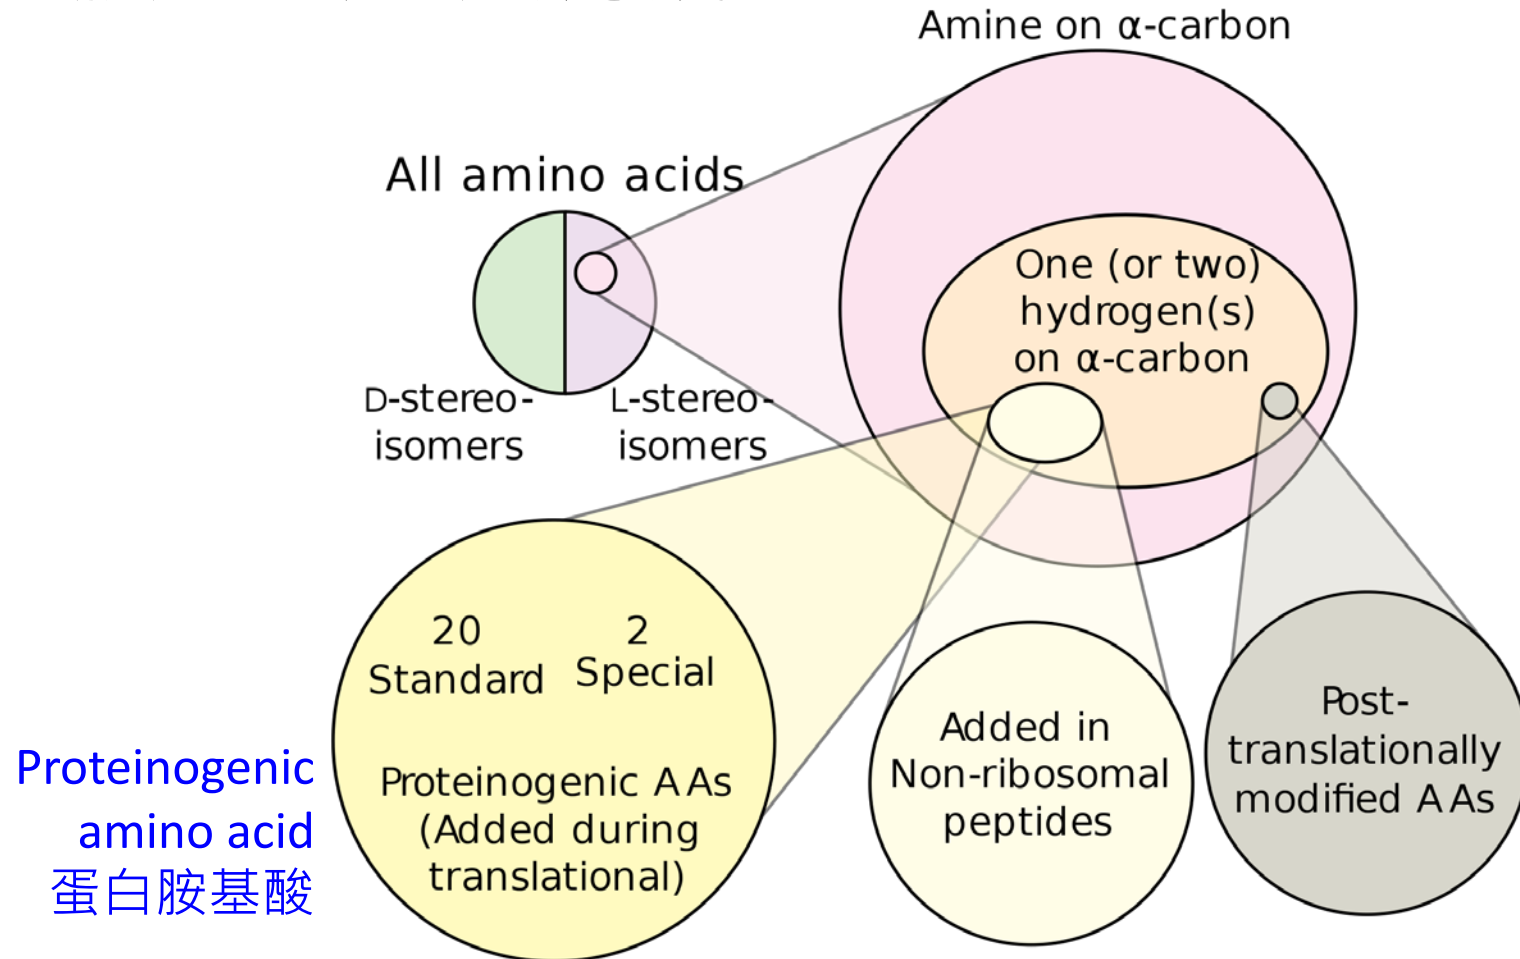 Amine on α-carbon
All amino acids
One (or two)
hydrogen(s)
on α-carbon
D-stereo-
isomers
L-stereo-
isomers
20
Standard
2
Special
Proteinogenic AAs
(Added during
translational)
Proteinogenic
amino acid
蛋白胺基酸
Added in
Non-ribosomal
peptides
Post-
translationally
modified AAs